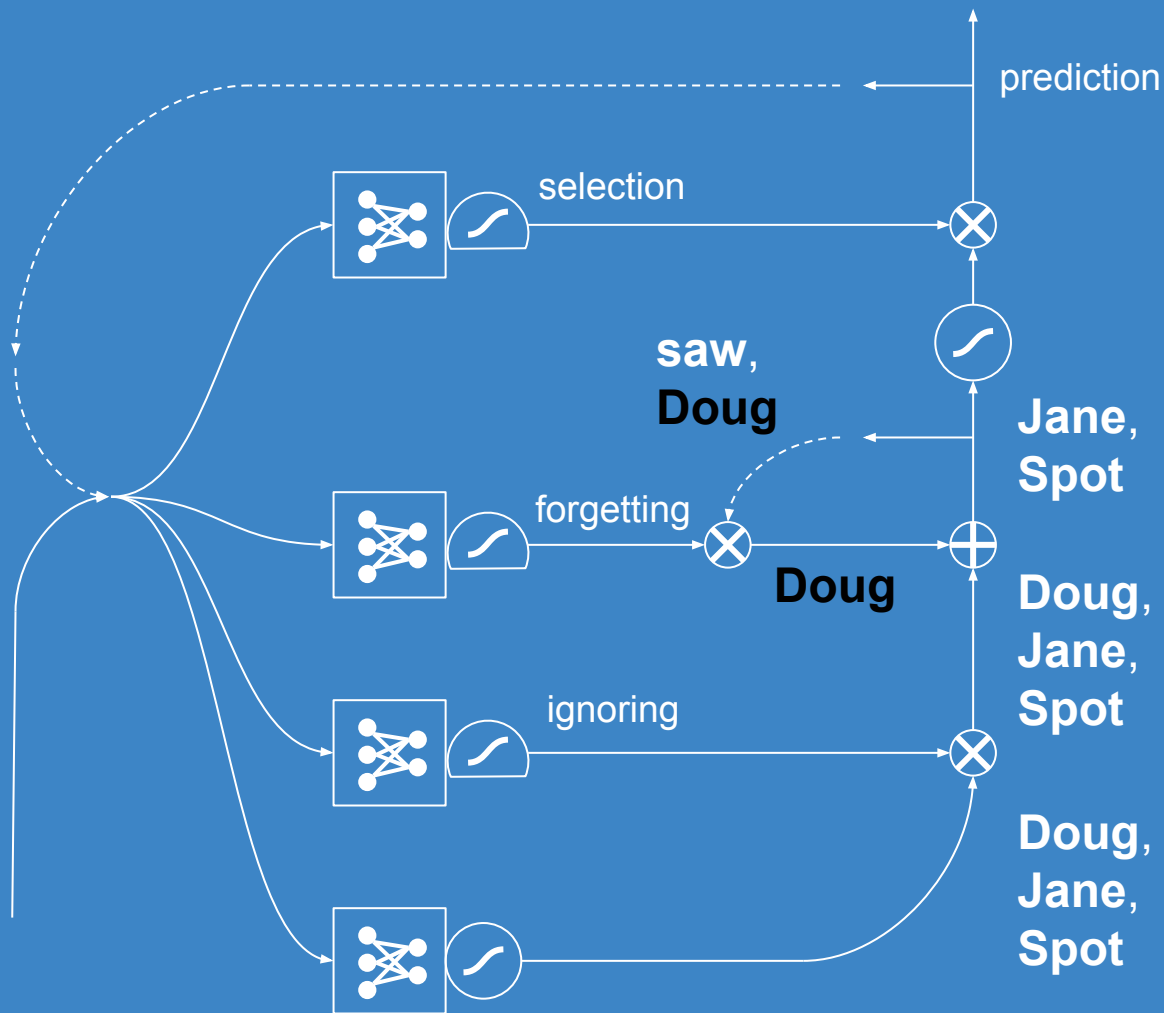 prediction
selection
saw,
Doug
Jane,
Spot
forgetting
Doug
Doug,
Jane,
Spot
ignoring
Doug,
Jane,
Spot